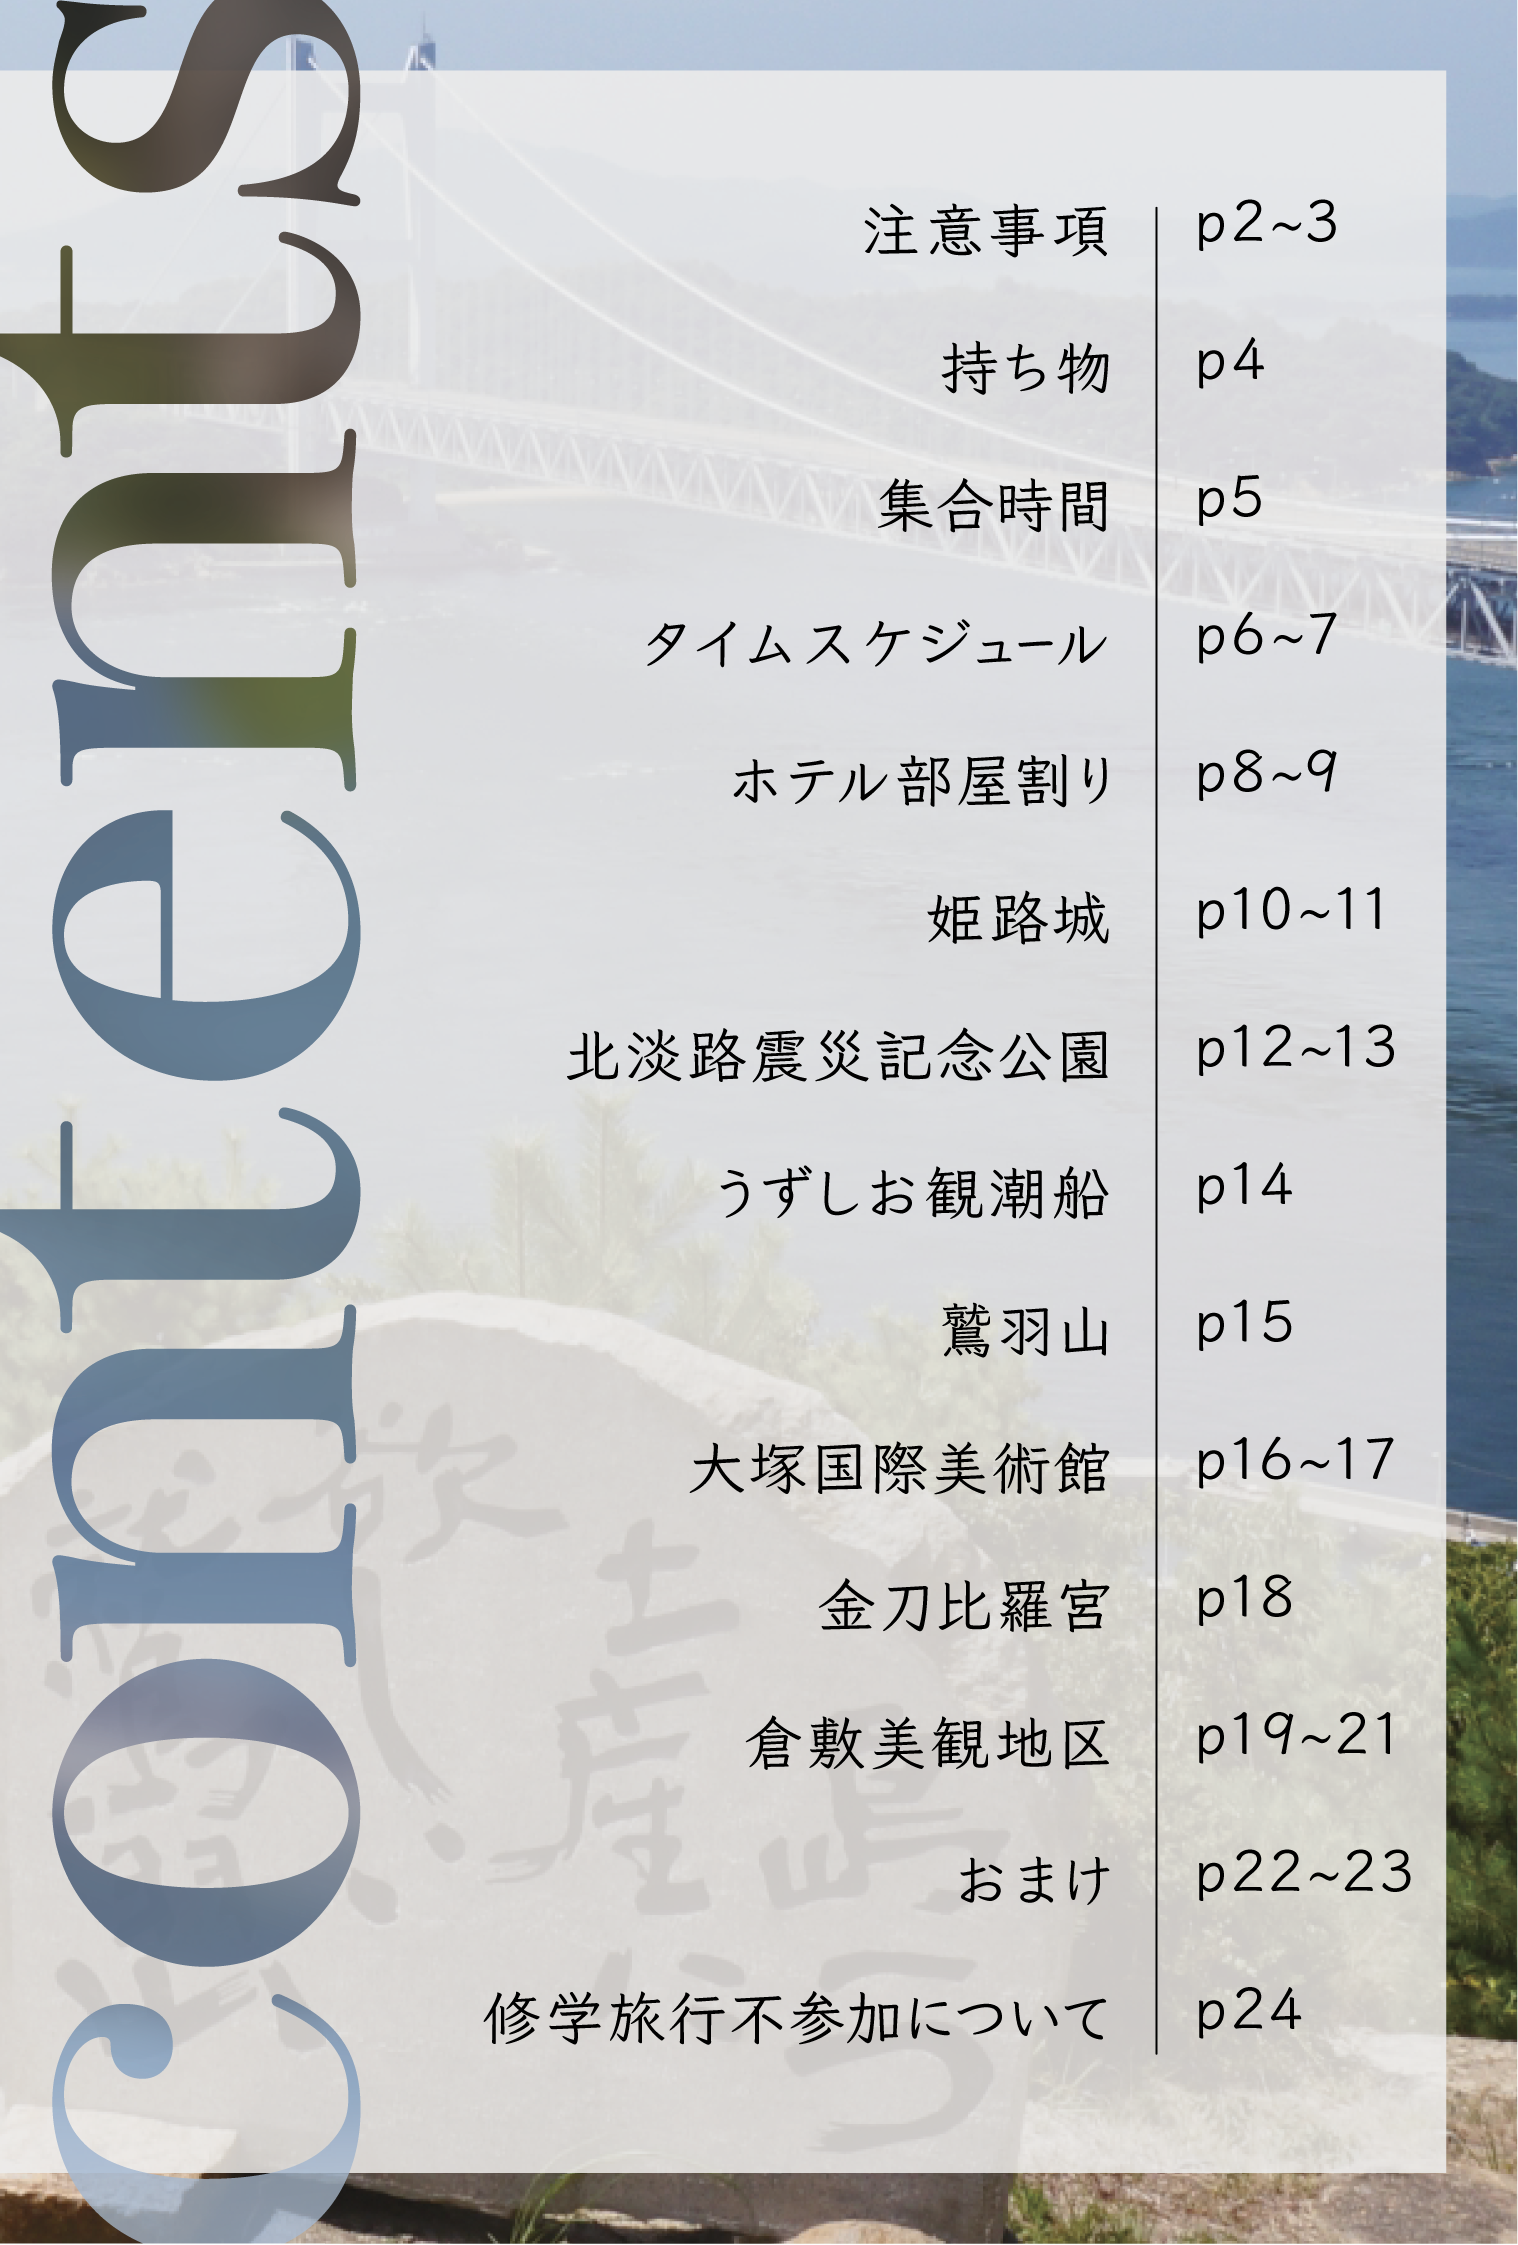 contents
注意事項 p2~3
持ち物 p4
集合時間 p5
タイムスケジュール p6~7
ホテル部屋割り p8~9
姫路城 p10~11
北淡路震災記念公園 p12~13
うずしお観潮船 p14
鷲羽山 p15
大塚国際美術館 p16~17
金刀比羅宮 p18
倉敷美観地区 p19~21
おまけ p22~23
修学旅行不参加について p24